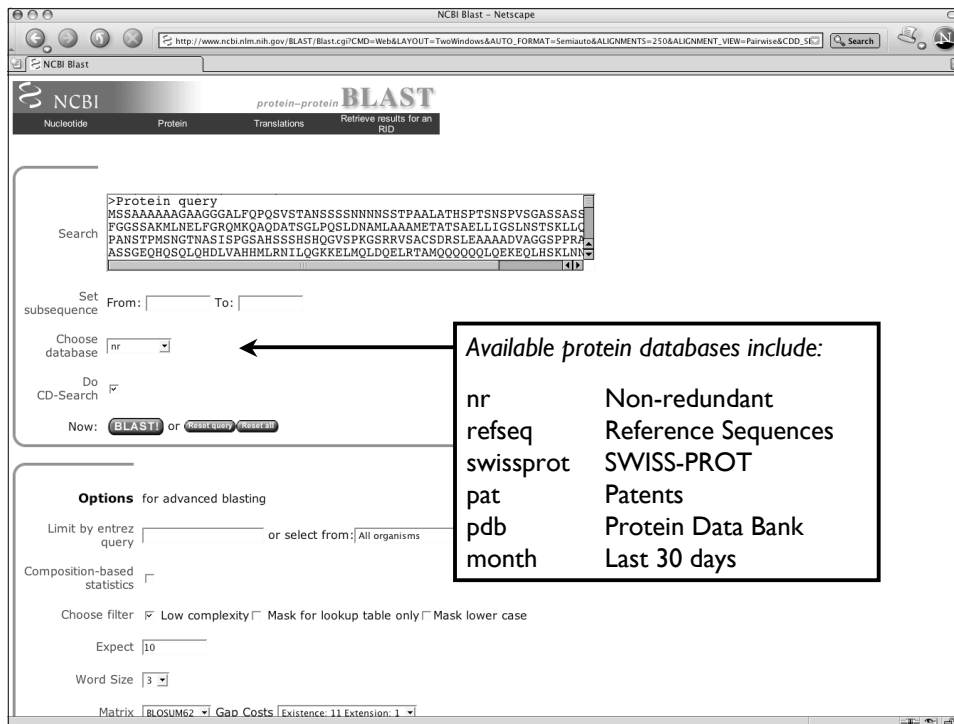 NCBI Blast - Netscape
http://www.ncbi.nlm.nih.gov/BLAST/Blast.cgi?CMD=Web&LAYOUT=TwoWindows&AUTO_FORMAT=Semiauto&ALIGNMENTS=250&ALIGNMENT_VIEW=Pairwise&CDD_SE
Search
N
NCBI Blast
NCBI
protein-protein BLAST
Nucleotide Protein Translations Retrieve results for an RID
Search
>Protein query
MSSAAAAAAGAAGGGALFQPQSVSTANSSSSNNNNSSTPAALATHSPTSNSPVSGASSASS
FGGSSAKMLNELFGRQMKQAQDATSGLPQSLDNAMLAAAMETATSAELLIGSLNSTSKLLQ
PANSTPMSNGTNASISPGSAHSSSHSHQGVSPKGSRRVSACSDRSLEAAAADVAGGSPPRA
ASSGEQHQSQLQHDLVAHHMLRNILQGKKELMQLDQELRTAMQQQQQQLQEKEQLHSKLNN
Set subsequence From: To:
Choose database nr
Do CD-Search
Now: BLAST! or Reset query Reset all
Available protein databases include:
nr Non-redundant
refseq Reference Sequences
swissprot SWISS-PROT
pat Patents
pdb Protein Data Bank
month Last 30 days
Options for advanced blasting
Limit by entrez query or select from: All organisms
Composition-based statistics
Choose filter Low complexity Mask for lookup table only Mask lower case
Expect 10
Word Size 3
Matrix BLOSUM62 Gap Costs Existence: 11 Extension: 1